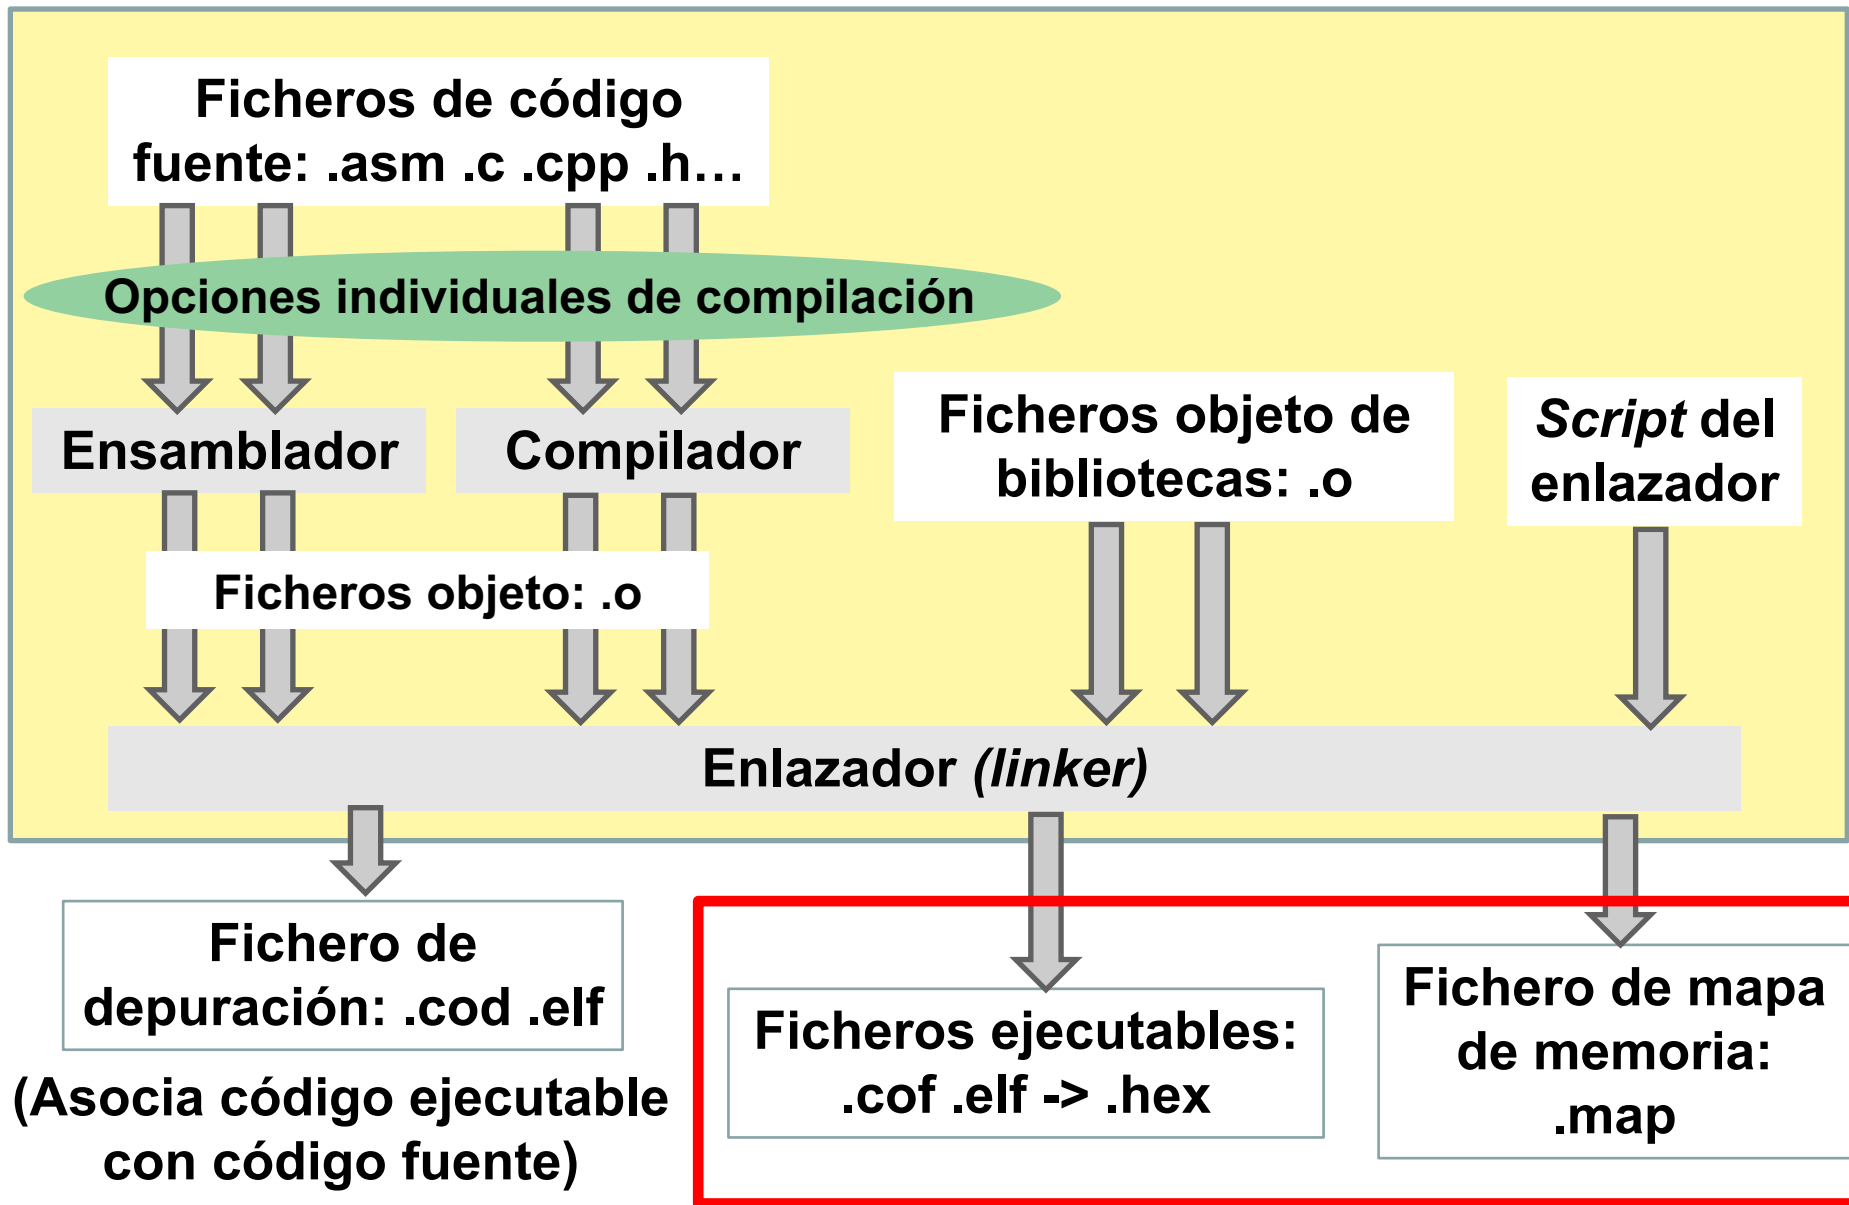 Ficheros de código
fuente: .asm .c .cpp .h…
Opciones individuales de compilación
Ensamblador
Compilador
Ficheros objeto de
bibliotecas: .o
Script del
enlazador
Ficheros objeto: .o
Enlazador (linker)
Fichero de
depuración: .cod .elf
(Asocia código ejecutable
con código fuente)
Ficheros ejecutables:
.cof .elf -> .hex
Fichero de mapa
de memoria:
.map